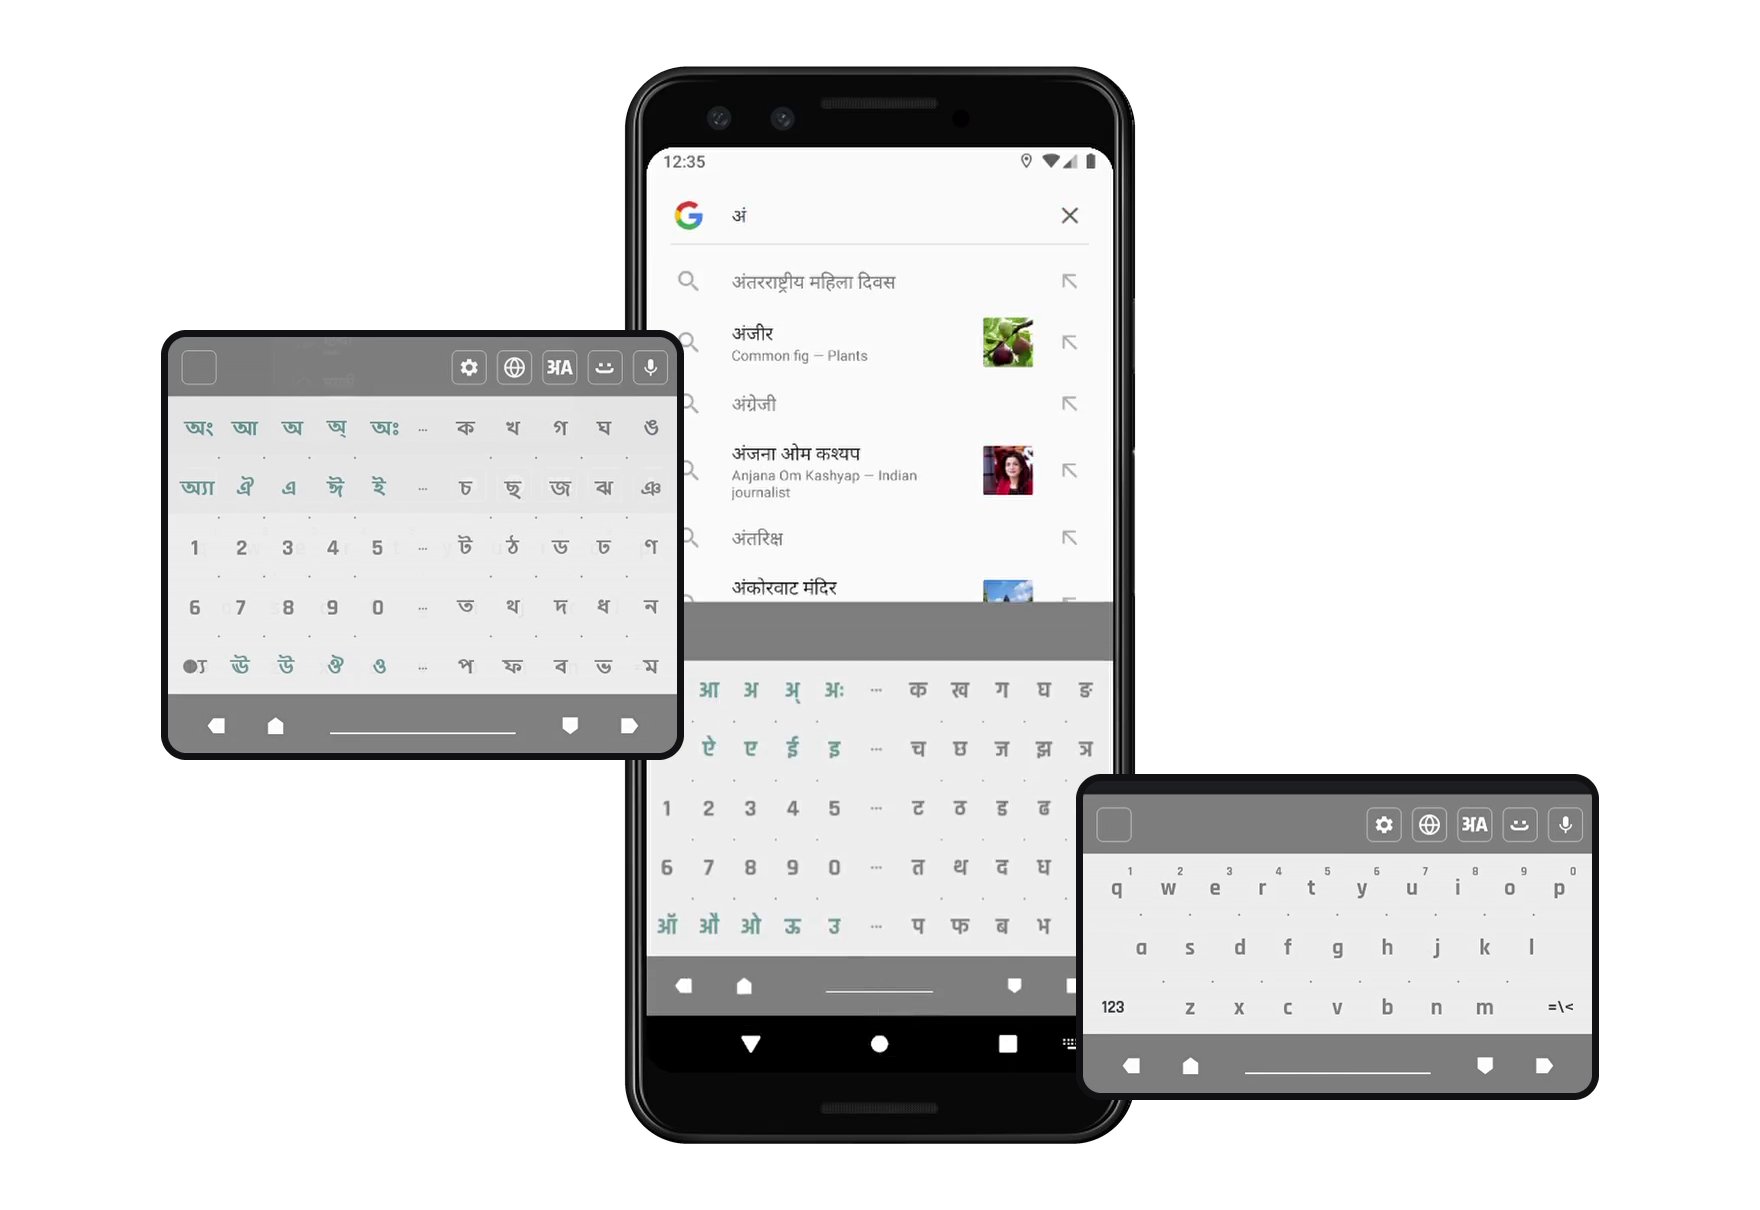 12:35
अं
अंतरराष्ट्रीय महिला दिवस
अंजीर
Common fig — Plants
अंग्रेजी
अंजना ओम कश्यप
Anjana Om Kashyap — Indian
journalist
अंतरिक्ष
अंकोरवाट मंदिर
आ अ अ् अः ... क ख ग घ ङ
ऐ ए ई इ ... च छ ज झ ञ
1 2 3 4 5 ... ट ठ ड ढ
6 7 8 9 0 ... त थ द ध
ऑ औ ओ ऊ उ ... प फ ब भ
अA
অং আ অ অ্ অঃ ... ক খ গ ঘ ঙ
অ্যা ঐ এ ঈ ই ... চ ছ জ ঝ ঞ
1 2 3 4 5 ... ট ঠ ড ঢ ণ
6 7 8 9 0 ... ত থ দ ধ ন
ঊ উ ঔ ও ... প ফ ব ভ ম
अA
1 2 3 4 5 6 7 8 9 0
q w e r t y u i o p
a s d f g h j k l
123 z x c v b n m =\<